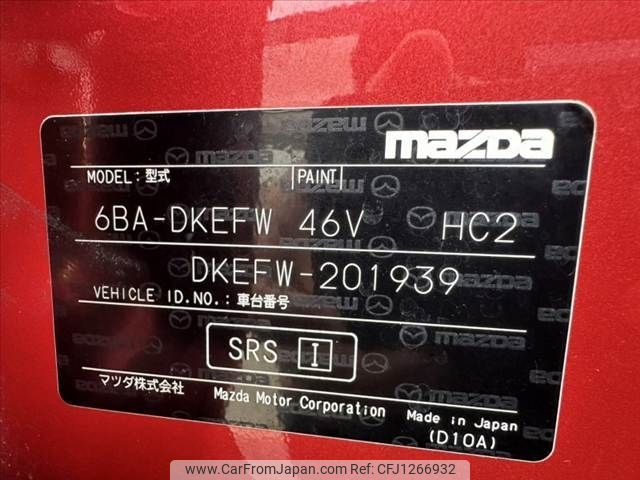 mazda
MODEL:型式 PAINT
6BA-DKEFW 46V HC2
DKEFW-201939
VEHICLE ID.NO.:車台番号
SRS I
マツダ株式会社 Mazda Motor Corporation Made in Japan
(D10A)
© www.CarFromJapan.com CFJ1266932